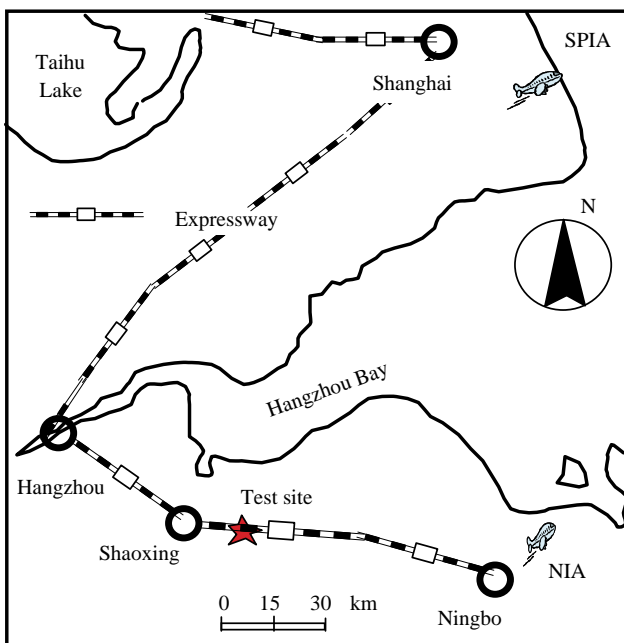 Taihu
Lake
SPIA
Shanghai
N
Expressway
Hangzhou Bay
Hangzhou
Test site
Shaoxing
NIA
Ningbo
0 15 30 km